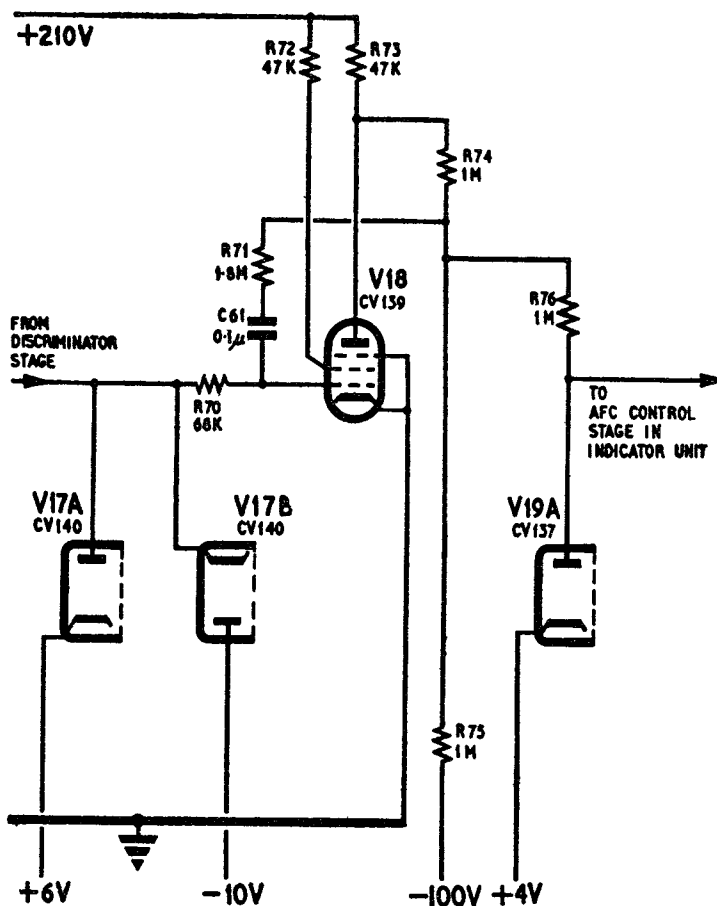 +210V
R72
47K
R73
47K
R74
1M
R71
1·8M
V18
CV139
C61
0·1µ
R76
1M
FROM
DISCRIMINATOR
STAGE
R70
68K
TO
AFC CONTROL
STAGE IN
INDICATOR UNIT
V17A
CV140
V17B
CV140
V19A
CV137
R75
1M
+6V
-10V
-100V
+4V